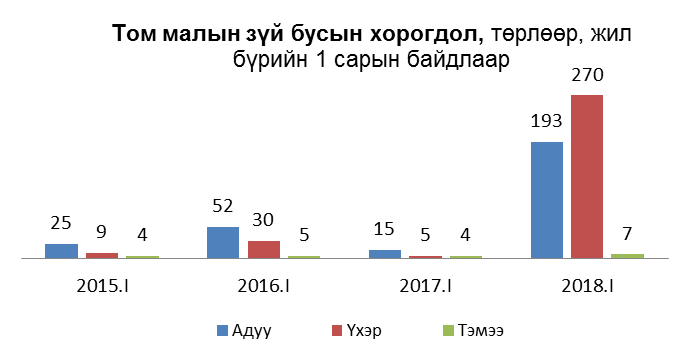 Том малын зүй бусын хорогдол, төрлөөр, жил
бүрийн 1 сарын байдлаар
270
193
52
25
30
15
9
4
5
5
4
7
2015.I
2016.I
2017.I
2018.I
Адуу
Үхэр
Тэмээ